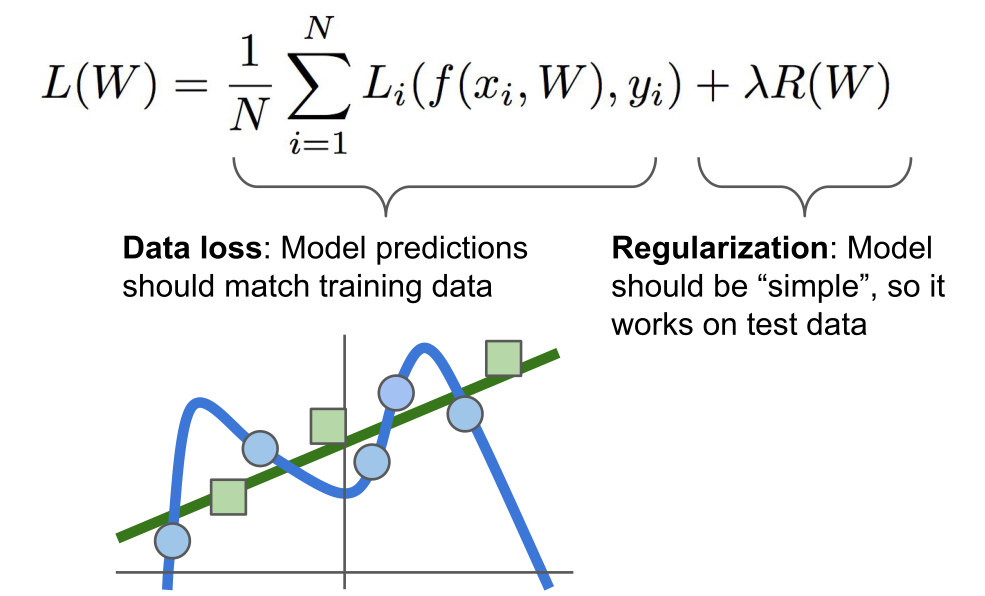 L(W) = \frac{1}{N} \sum_{i=1}^{N} L_i(f(x_i, W), y_i) + λR(W)
Data loss: Model predictions
should match training data
Regularization: Model
should be “simple”, so it
works on test data